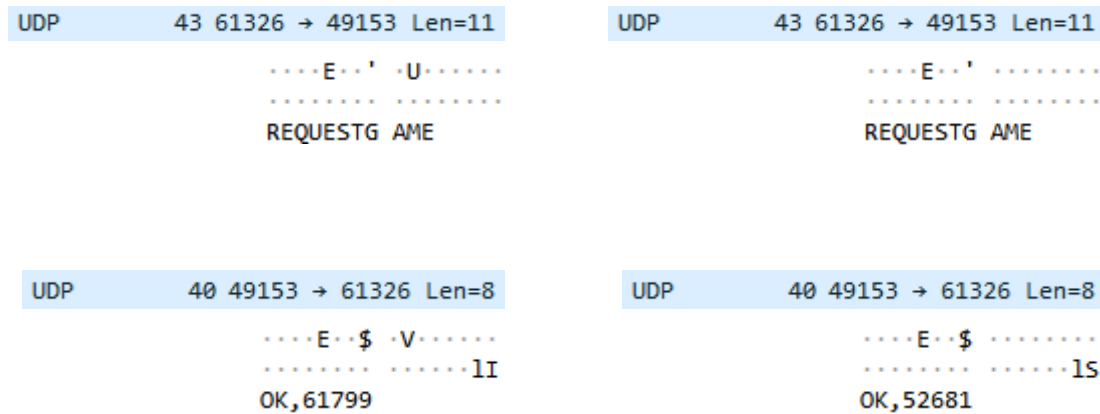 UDP 43 61326 → 49153 Len=11
····E··' ·U······
········ ········
REQUESTG AME
UDP 43 61326 → 49153 Len=11
····E··' ········
········ ········
REQUESTG AME
UDP 40 49153 → 61326 Len=8
····E··$ ·V······
········ ······lI
OK,61799
UDP 40 49153 → 61326 Len=8
····E··$ ········
········ ······lS
OK,52681